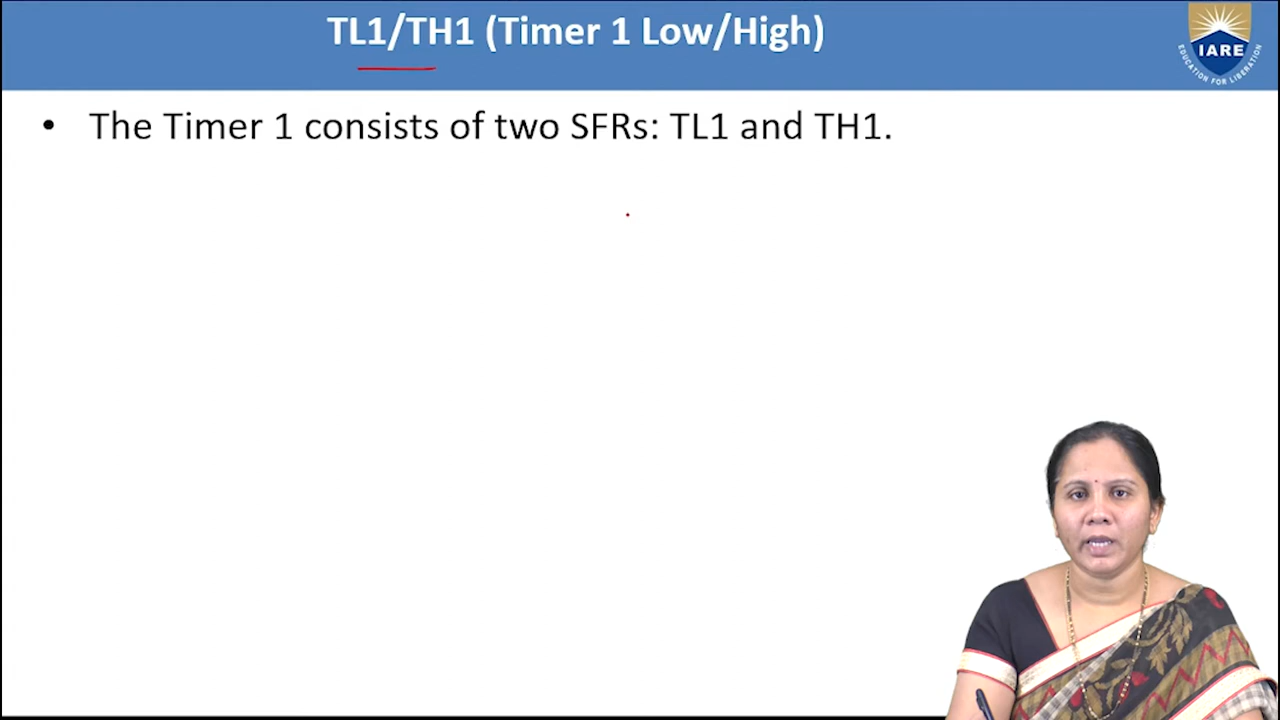 TL1/TH1 (Timer 1 Low/High)
IARE
EDUCATION FOR LIBERATION
• The Timer 1 consists of two SFRs: TL1 and TH1.